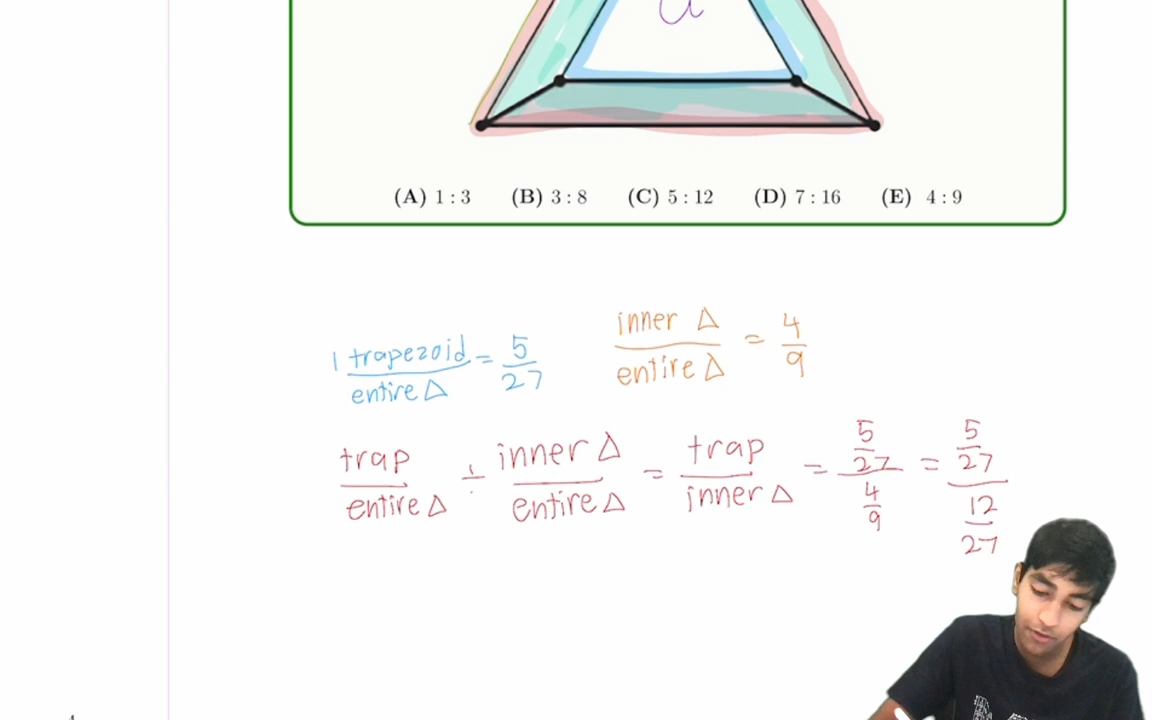 a
(A) 1 : 3 (B) 3 : 8 (C) 5 : 12 (D) 7 : 16 (E) 4 : 9
1 trapezoid / entire Δ = 5/27
inner Δ / entire Δ = 4/9
trap / entire Δ ÷ inner Δ / entire Δ = trap / inner Δ = 5/27 / 4/9 = 5/27 / 12/27